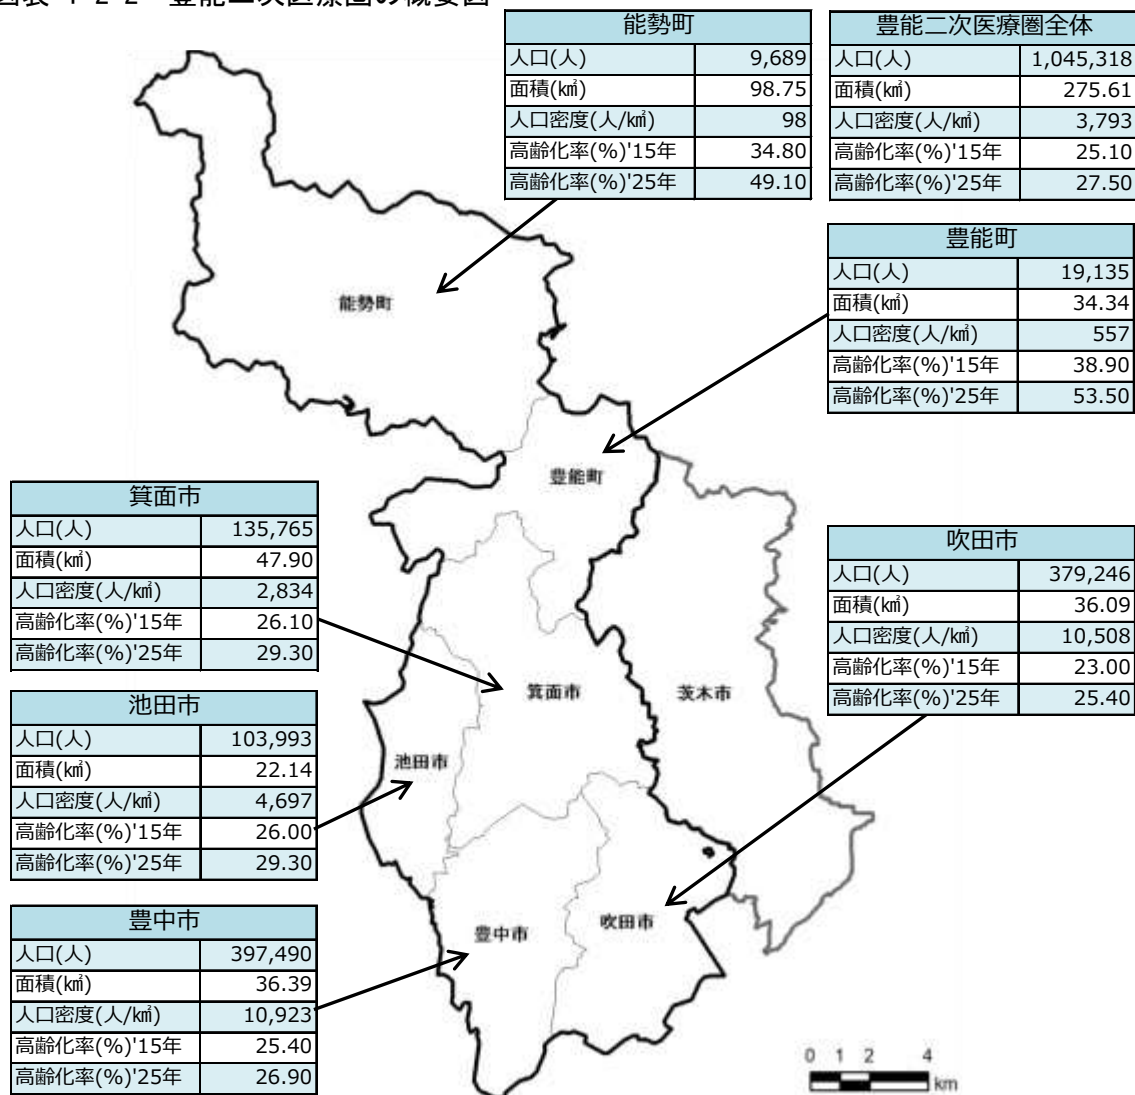 豊能二次医療圏の概要図
能勢町
人口(人) 9,689
面積(㎢) 98.75
人口密度(人/㎢) 98
高齢化率(%)'15年 34.80
高齢化率(%)'25年 49.10
豊能二次医療圏全体
人口(人) 1,045,318
面積(㎢) 275.61
人口密度(人/㎢) 3,793
高齢化率(%)'15年 25.10
高齢化率(%)'25年 27.50
豊能町
人口(人) 19,135
面積(㎢) 34.34
人口密度(人/㎢) 557
高齢化率(%)'15年 38.90
高齢化率(%)'25年 53.50
能勢町
豊能町
箕面市
人口(人) 135,765
面積(㎢) 47.90
人口密度(人/㎢) 2,834
高齢化率(%)'15年 26.10
高齢化率(%)'25年 29.30
吹田市
人口(人) 379,246
面積(㎢) 36.09
人口密度(人/㎢) 10,508
高齢化率(%)'15年 23.00
高齢化率(%)'25年 25.40
箕面市
茨木市
池田市
人口(人) 103,993
面積(㎢) 22.14
人口密度(人/㎢) 4,697
高齢化率(%)'15年 26.00
高齢化率(%)'25年 29.30
池田市
豊中市
人口(人) 397,490
面積(㎢) 36.39
人口密度(人/㎢) 10,923
高齢化率(%)'15年 25.40
高齢化率(%)'25年 26.90
豊中市
吹田市
0 1 2 4
km